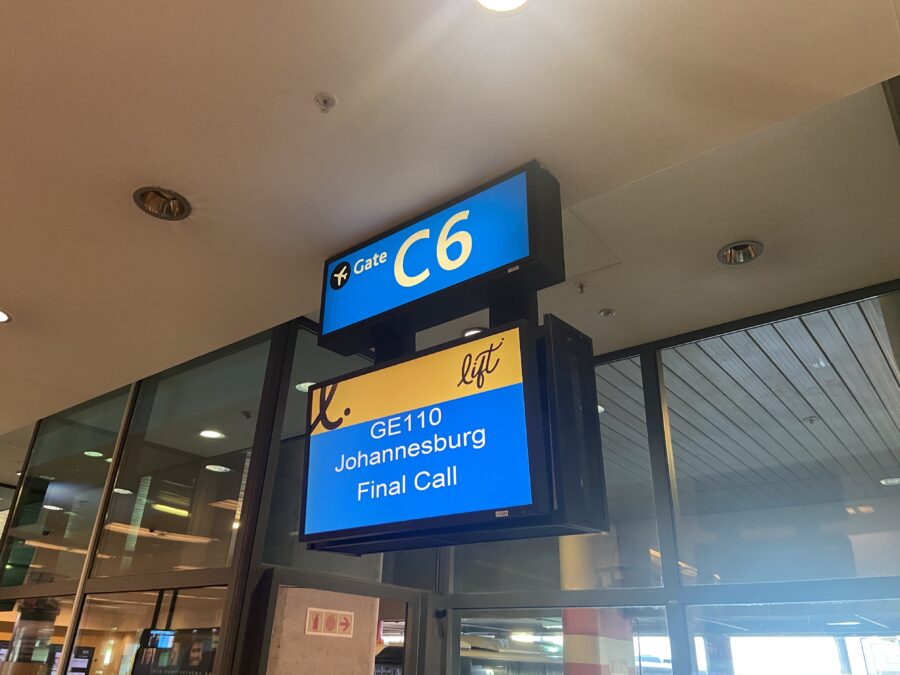 Gate C6
lift
l.
GE110
Johannesburg
Final Call